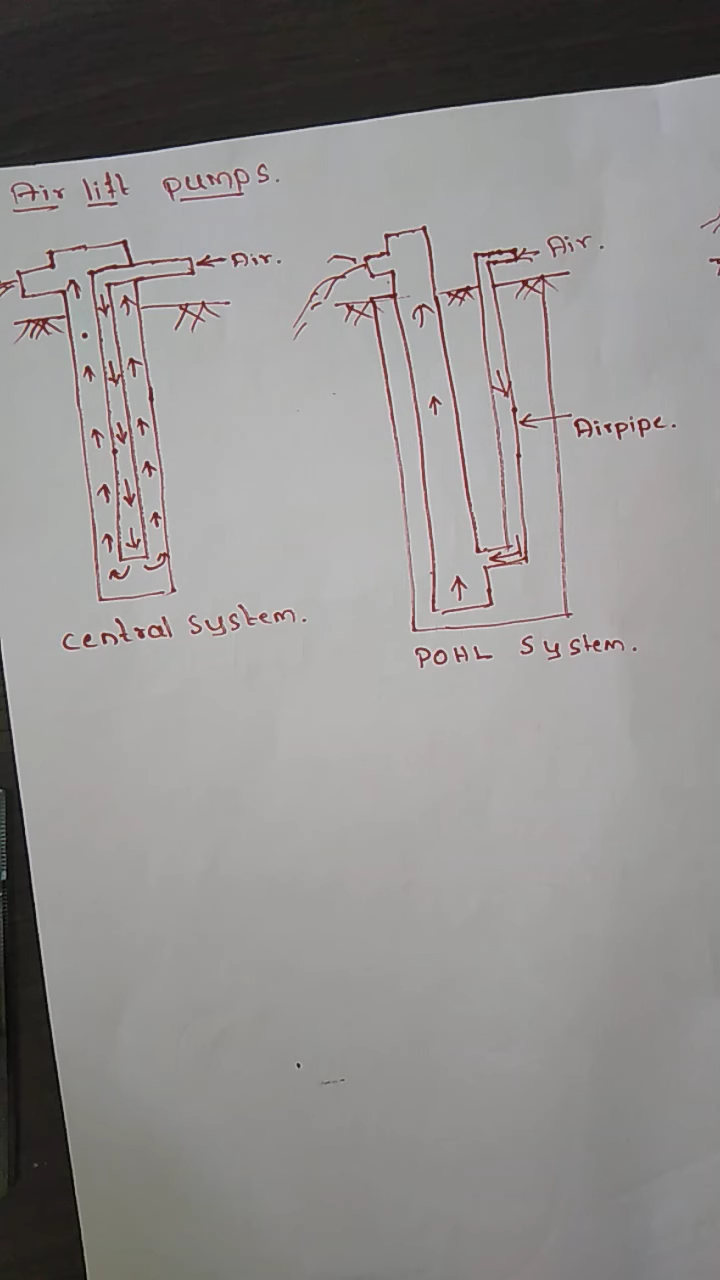 Air lift pumps.
Air.
Air.
Airpipe.
Central System.
POHL System.